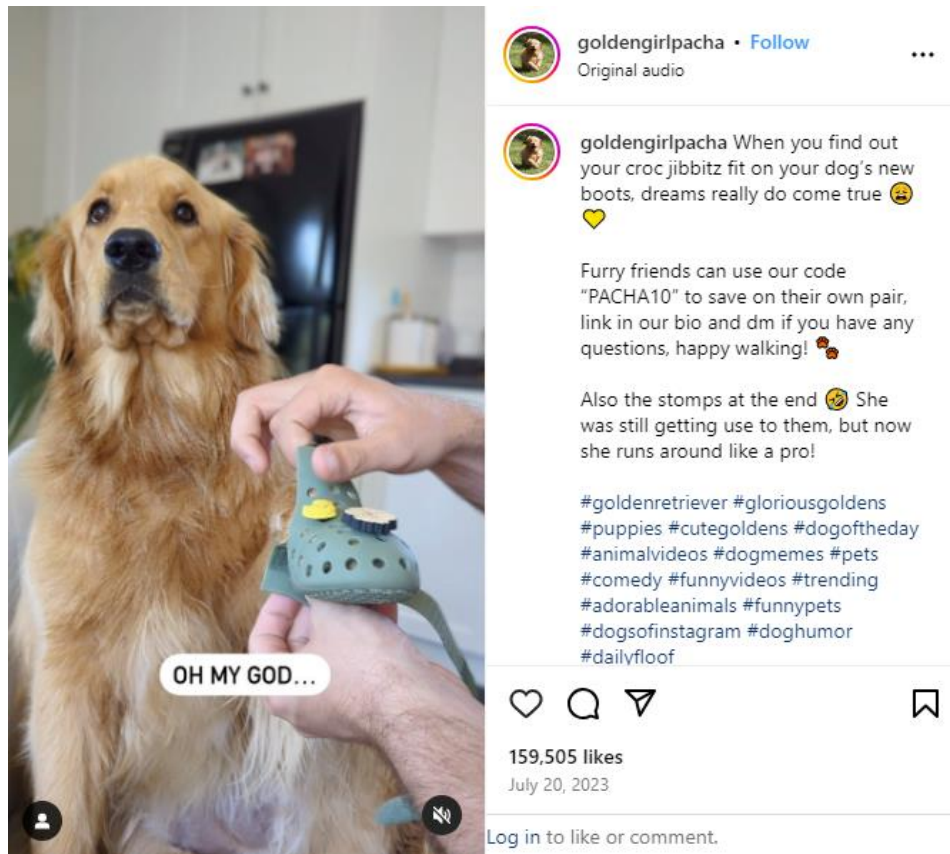 OH MY GOD...
goldengirlpacha • Follow
Original audio
goldengirlpacha When you find out
your croc jibbitz fit on your dog's new
boots, dreams really do come true 😩
💛
Furry friends can use our code
“PACHA10” to save on their own pair,
link in our bio and dm if you have any
questions, happy walking! 🐾
Also the stomps at the end 🤣 She
was still getting use to them, but now
she runs around like a pro!
#goldenretriever #gloriousgoldens
#puppies #cutegoldens #dogoftheday
#animalvideos #dogmemes #pets
#comedy #funnyvideos #trending
#adorableanimals #funnypets
#dogsofinstagram #doghumor
#dailyfloof
159,505 likes
July 20, 2023
Log in to like or comment.